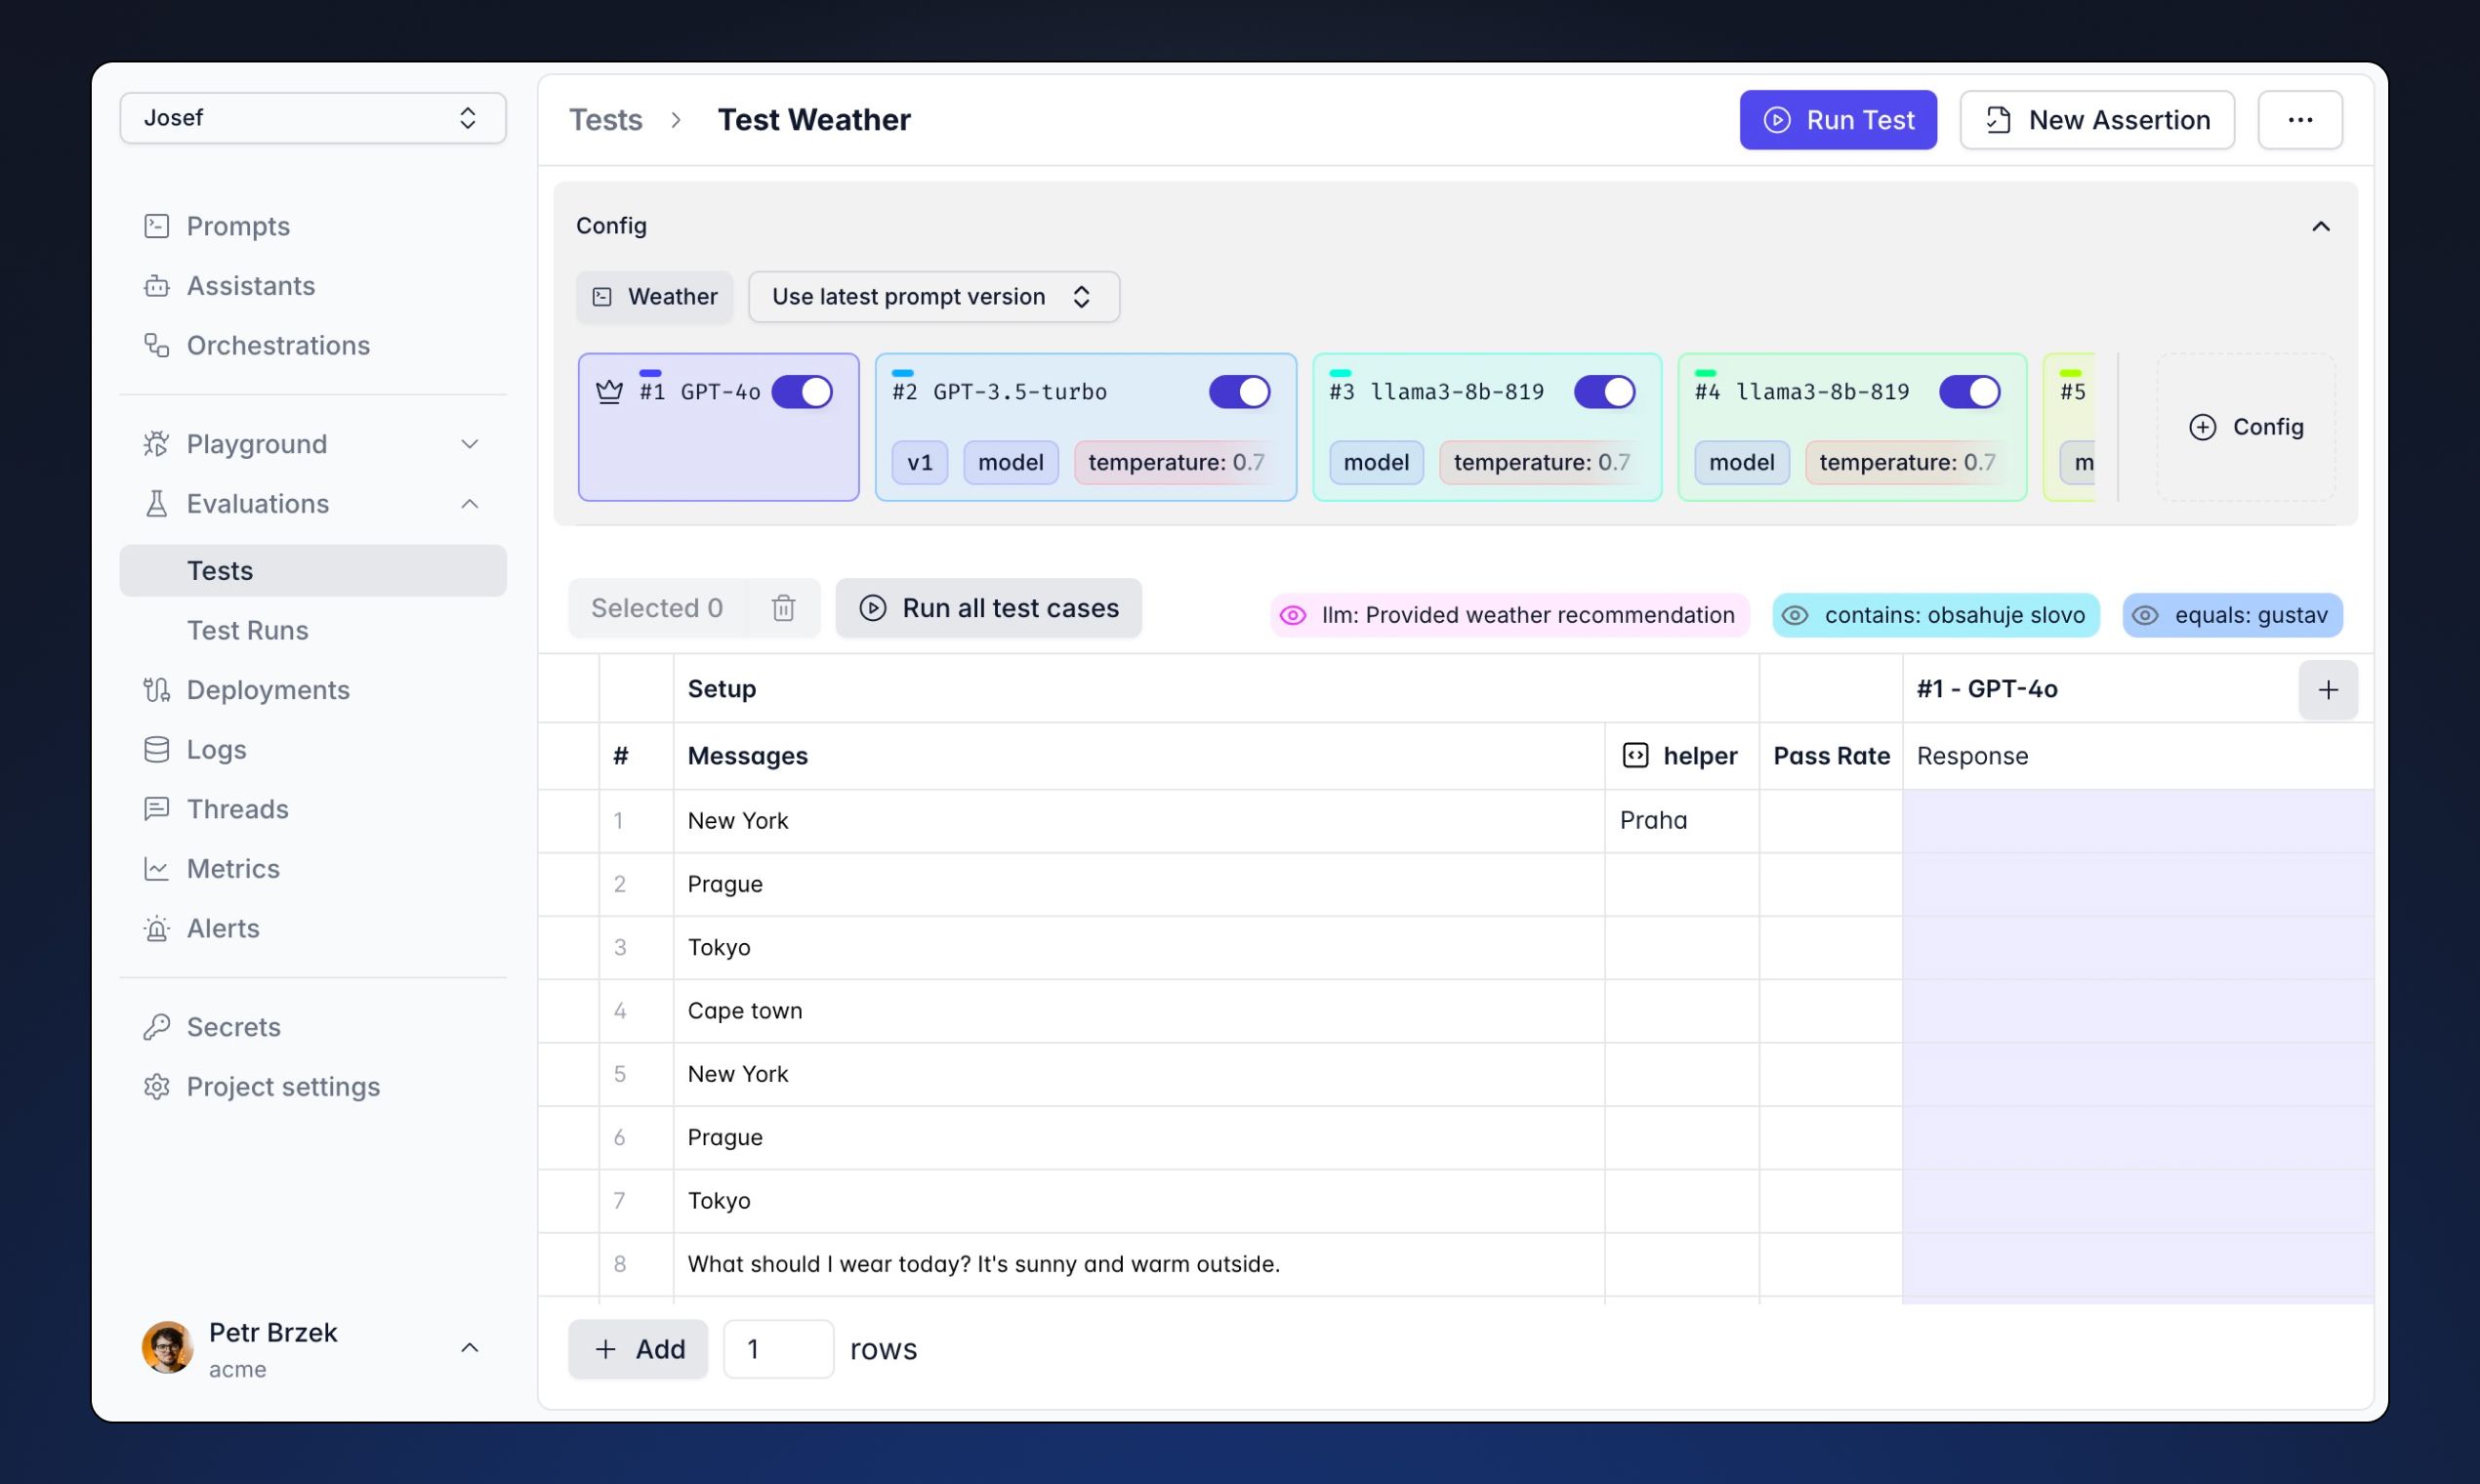 Josef
Prompts
Assistants
Orchestrations
Playground
Evaluations
Tests
Test Runs
Deployments
Logs
Threads
Metrics
Alerts
Secrets
Project settings
Petr Brzek
acme
Tests > Test Weather
Run Test
New Assertion
Config
Weather
Use latest prompt version
#1 GPT-4o
#2 GPT-3.5-turbo
v1 model temperature: 0.7
#3 llama3-8b-819
model temperature: 0.7
#4 llama3-8b-819
model temperature: 0.7
#5
m
Config
Selected 0
Run all test cases
llm: Provided weather recommendation
contains: obsahuje slovo
equals: gustav
Setup #1 - GPT-4o
# Messages helper Pass Rate Response
1 New York Praha
2 Prague
3 Tokyo
4 Cape town
5 New York
6 Prague
7 Tokyo
8 What should I wear today? It's sunny and warm outside.
Add 1 rows